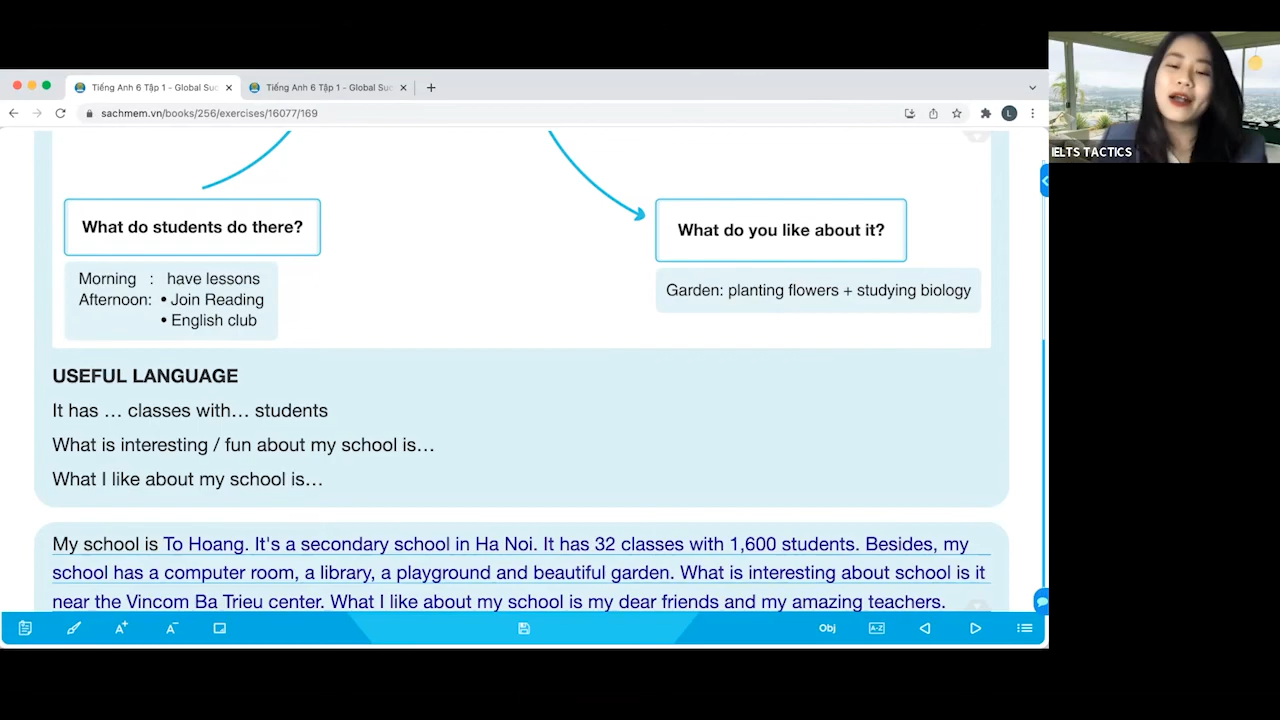 Tiếng Anh 6 Tập 1 - Global Suc
Tiếng Anh 6 Tập 1 - Global Suc
sachmem.vn/books/256/exercises/16077/169
L
IELTS TACTICS
What do students do there?
What do you like about it?
Morning : have lessons
Afternoon: • Join Reading
• English club
Garden: planting flowers + studying biology
USEFUL LANGUAGE
It has … classes with… students
What is interesting / fun about my school is…
What I like about my school is…
My school is To Hoang. It's a secondary school in Ha Noi. It has 32 classes with 1,600 students. Besides, my
school has a computer room, a library, a playground and beautiful garden. What is interesting about school is it
near the Vincom Ba Trieu center. What I like about my school is my dear friends and my amazing teachers.
A+
A-
Obj
A-Z